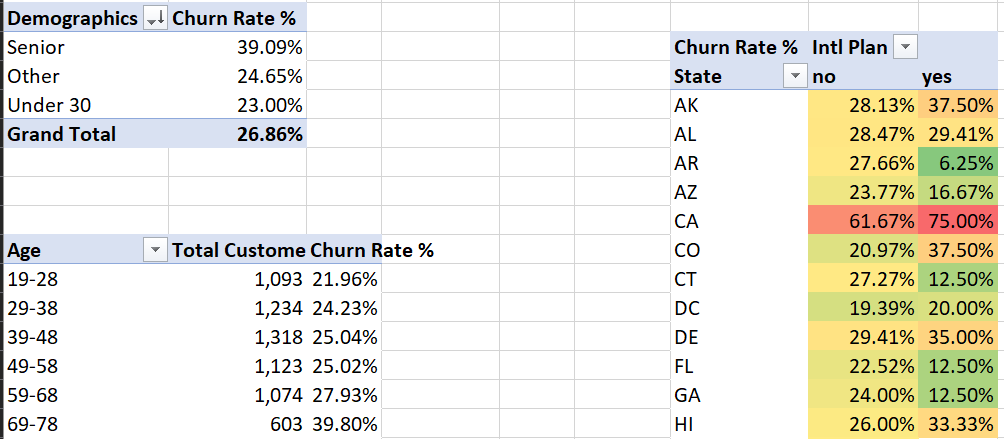 Demographics Churn Rate %
Senior 39.09%
Other 24.65%
Under 30 23.00%
Grand Total 26.86%
Age Total Custome Churn Rate %
19-28 1,093 21.96%
29-38 1,234 24.23%
39-48 1,318 25.04%
49-58 1,123 25.02%
59-68 1,074 27.93%
69-78 603 39.80%
Churn Rate % Intl Plan
State no yes
AK 28.13% 37.50%
AL 28.47% 29.41%
AR 27.66% 6.25%
AZ 23.77% 16.67%
CA 61.67% 75.00%
CO 20.97% 37.50%
CT 27.27% 12.50%
DC 19.39% 20.00%
DE 29.41% 35.00%
FL 22.52% 12.50%
GA 24.00% 12.50%
HI 26.00% 33.33%